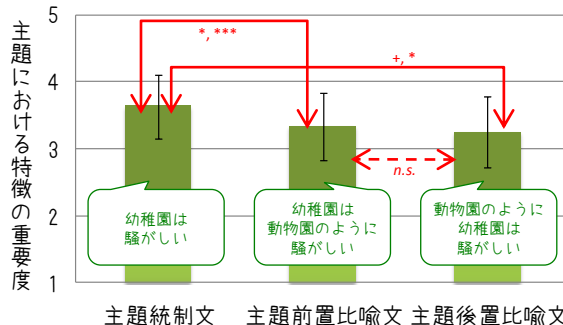 主題における特徴の重要度
5
4
3
2
1
*, ***
+, *
n.s.
幼稚園は
騒がしい
幼稚園は
動物園のように
騒がしい
動物園のように
幼稚園は
騒がしい
主題統制文 主題前置比喩文 主題後置比喩文